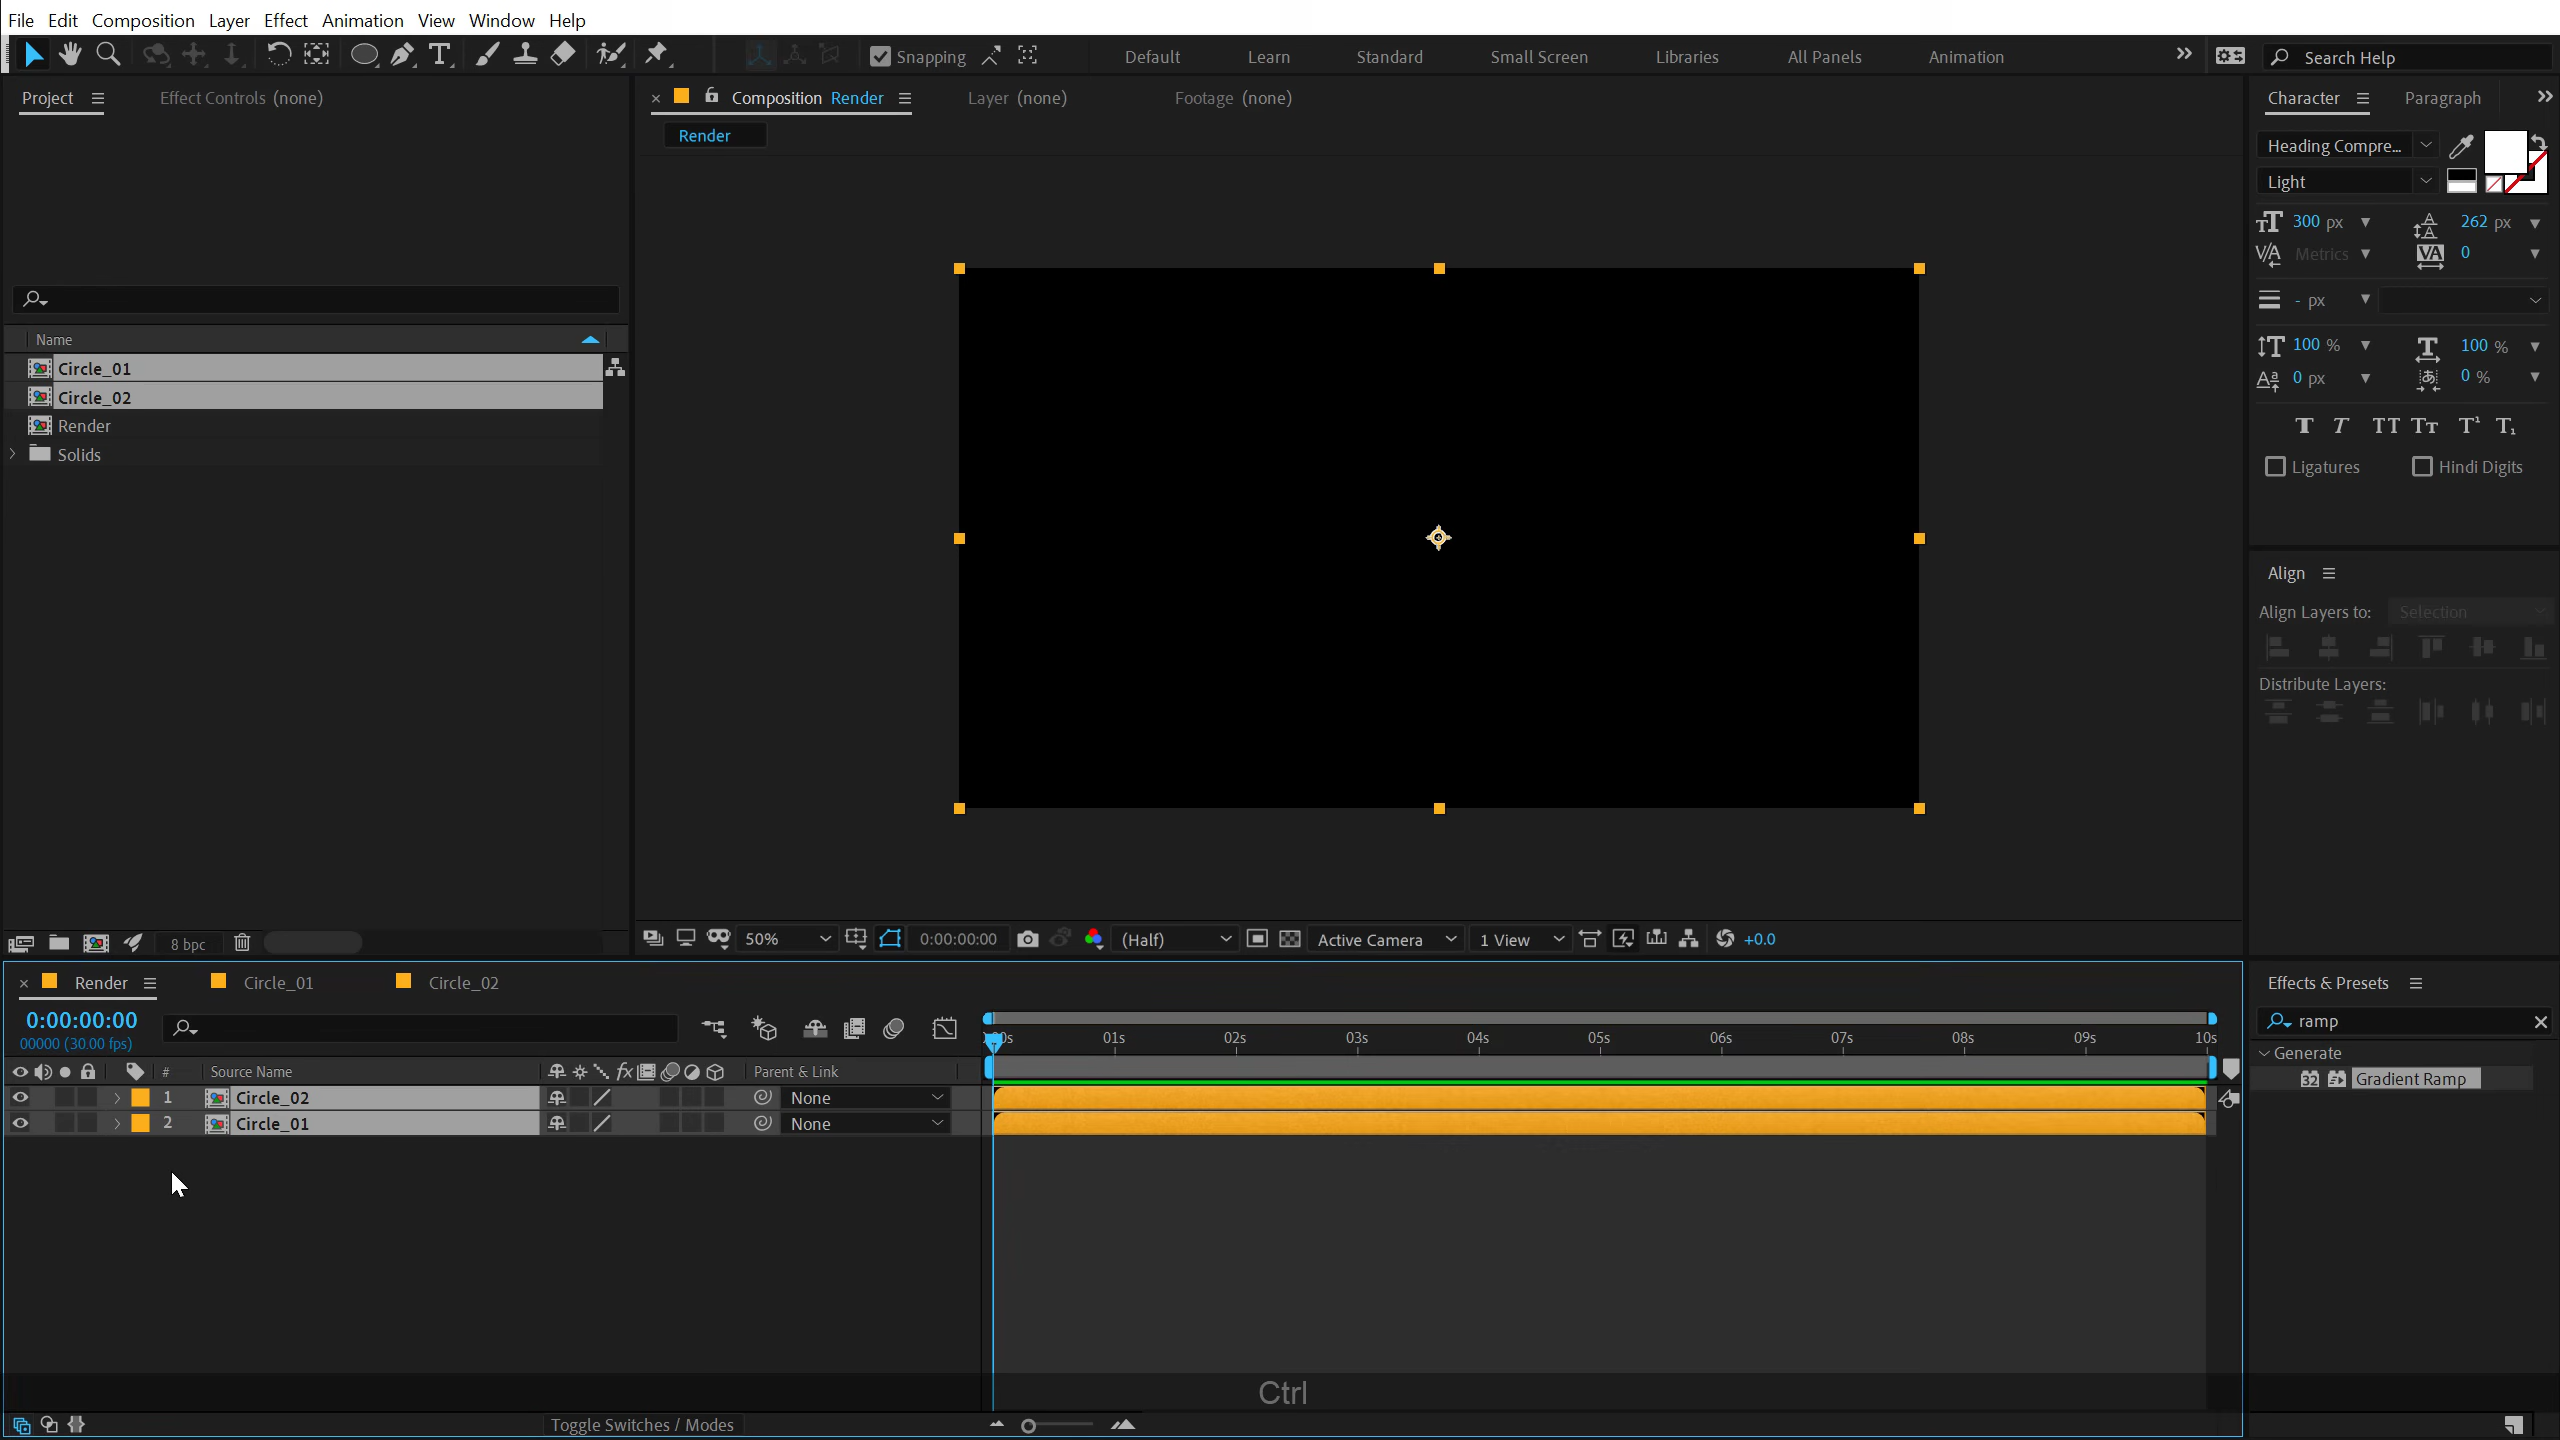 File Edit Composition Layer Effect Animation View Window Help
Snapping Default Learn Standard Small Screen Libraries All Panels Animation Search Help
Project Effect Controls (none) Composition Render Layer (none) Footage (none) Character Paragraph
Render
Heading Compre...
Light
300 px 262 px
Metrics 0
- px
Name
Circle_01
Circle_02
Render
Solids
100 % 100 %
0 px 0 %
Ligatures Hindi Digits
Align
Align Layers to: Selection
Distribute Layers:
8 bpc 50% 0:00:00:00 (Half) Active Camera 1 View +0.0
Render Circle_01 Circle_02 Effects & Presets
0:00:00:00
00000 (30.00 fps)
01s 02s 03s 04s 05s 06s 07s 08s 09s 10s
ramp
Generate
32 Gradient Ramp
# Source Name fx Parent & Link
1 Circle_02 None
2 Circle_01 None
Ctrl
Toggle Switches / Modes